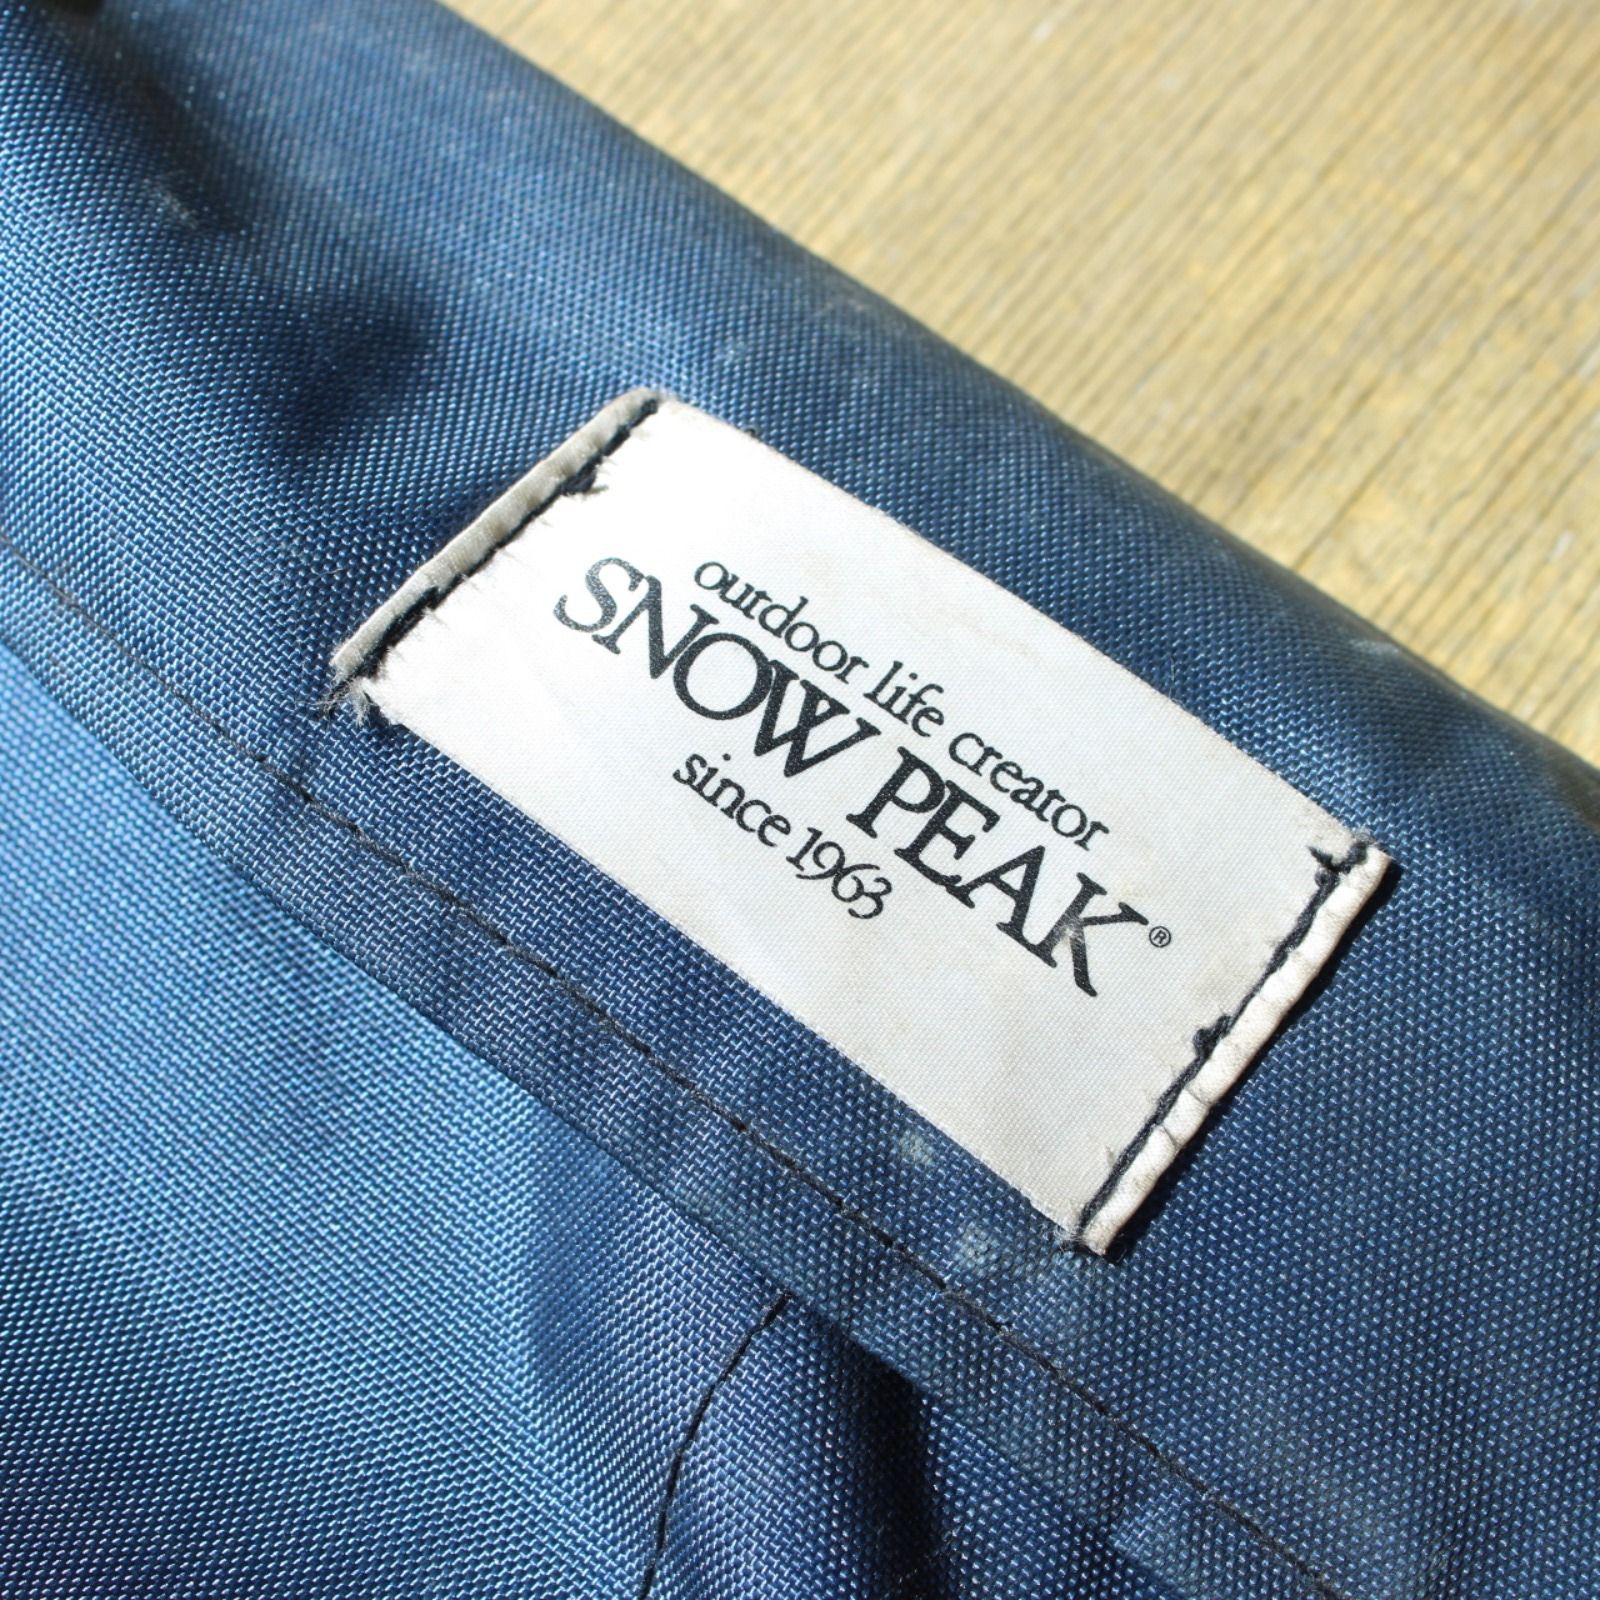 outdoor life creator
SNOW PEAK®
since 1963